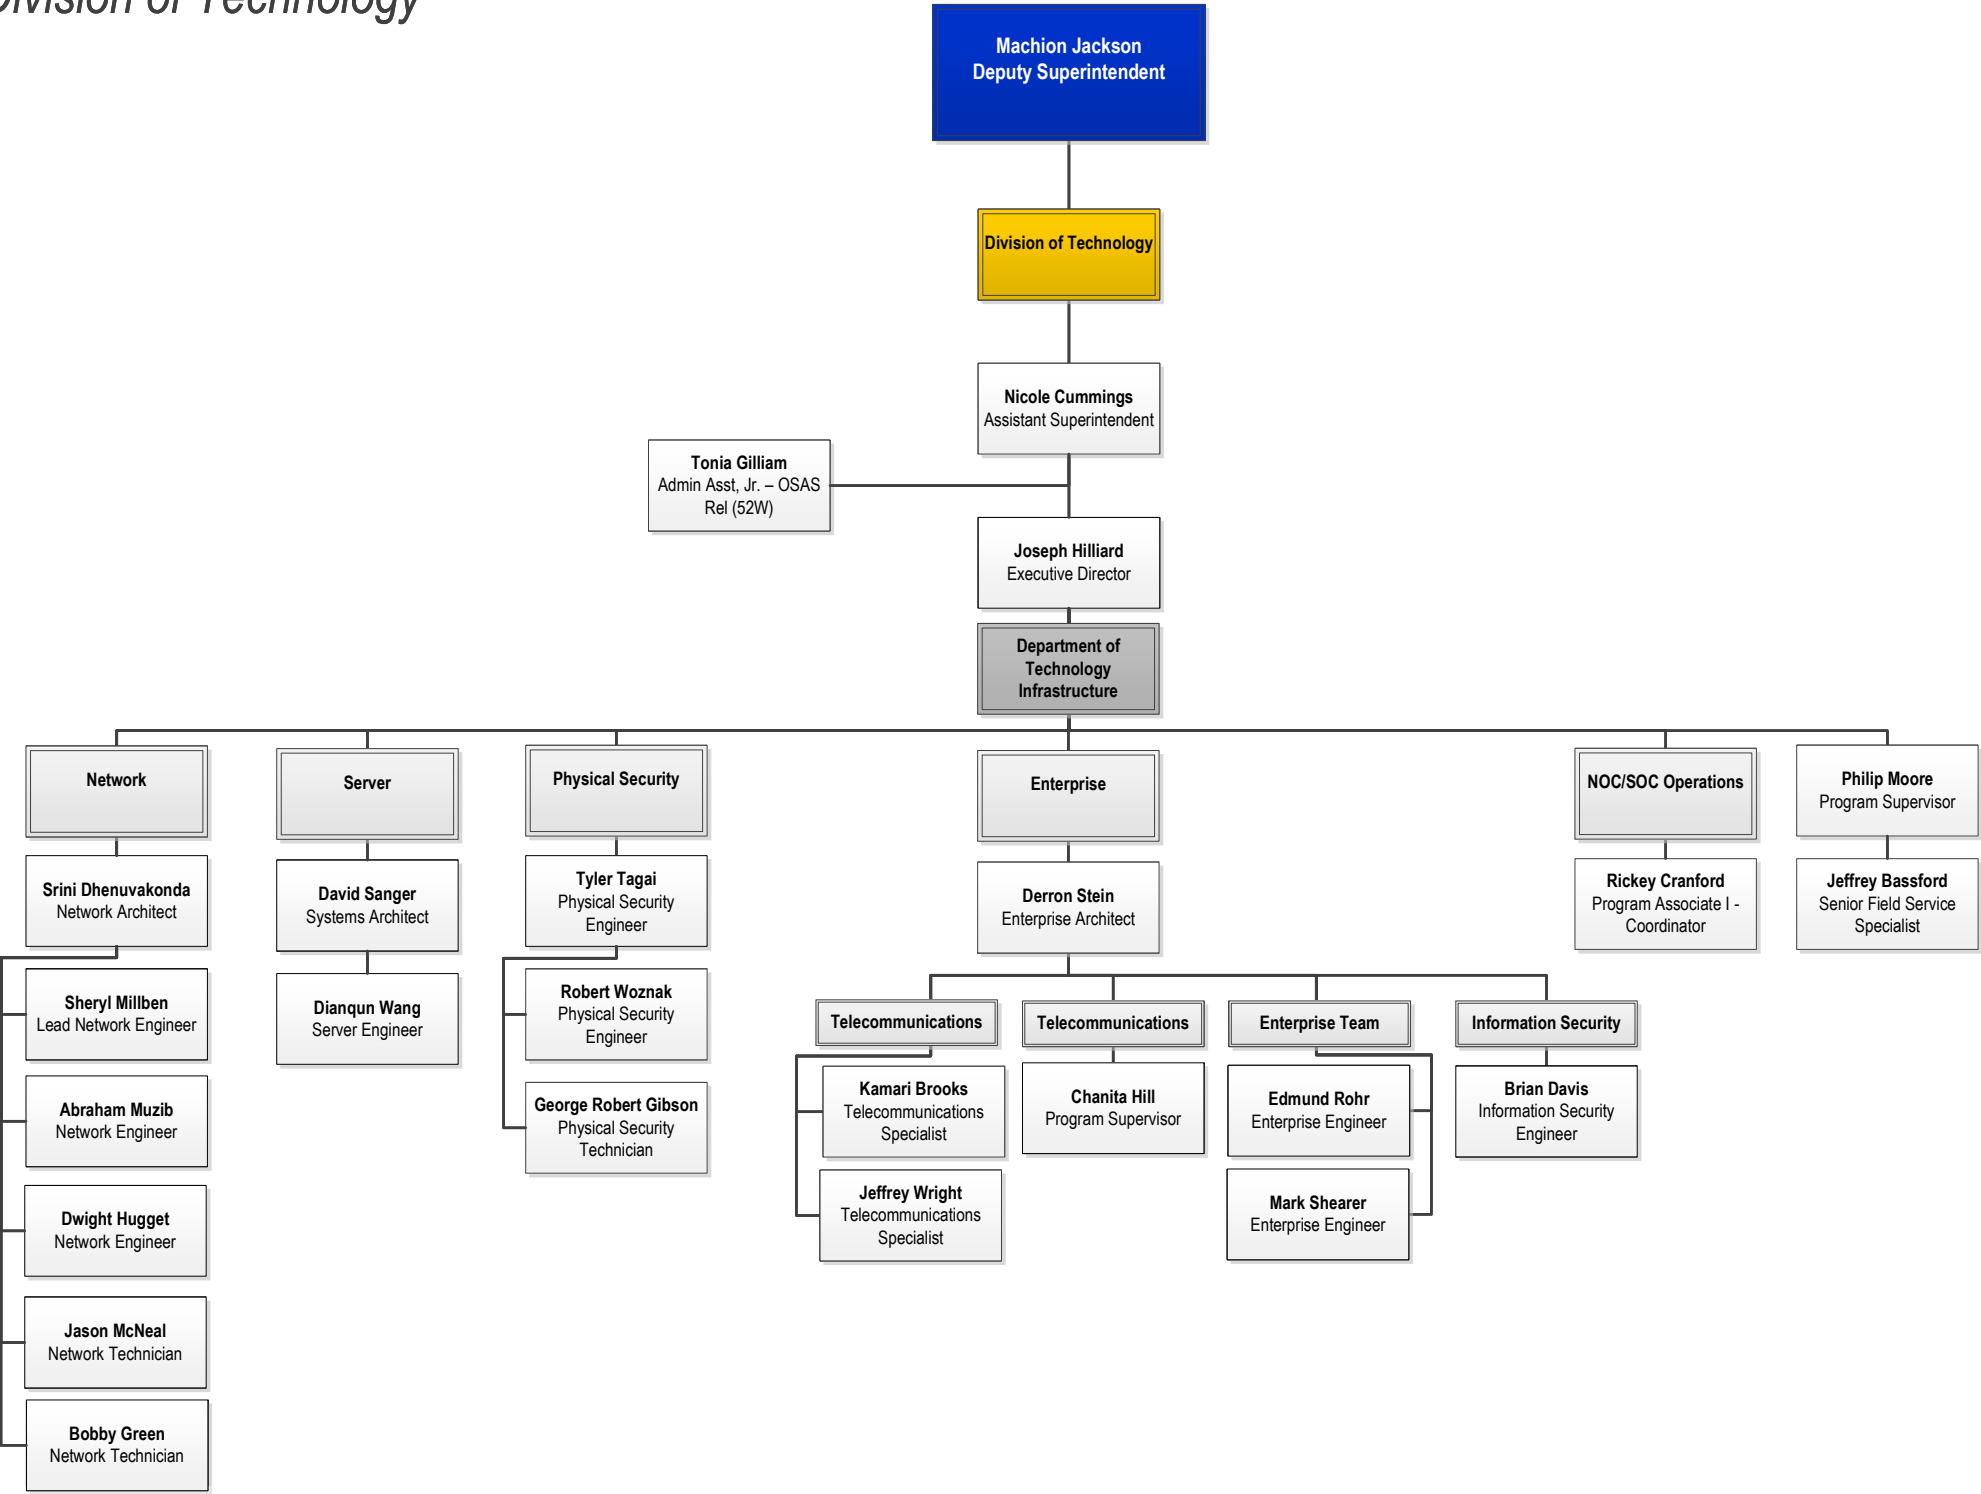 Division of Technology
Machion Jackson
Deputy Superintendent
Division of Technology
Nicole Cummings
Assistant Superintendent
Tonia Gilliam
Admin Asst, Jr. – OSAS
Rel (52W)
Joseph Hilliard
Executive Director
Department of
Technology
Infrastructure
Network
Srini Dhenuvakonda
Network Architect
Sheryl Millben
Lead Network Engineer
Abraham Muzib
Network Engineer
Dwight Hugget
Network Engineer
Jason McNeal
Network Technician
Bobby Green
Network Technician
Server
David Sanger
Systems Architect
Dianqun Wang
Server Engineer
Physical Security
Tyler Tagai
Physical Security
Engineer
Robert Woznak
Physical Security
Engineer
George Robert Gibson
Physical Security
Technician
Enterprise
Derron Stein
Enterprise Architect
Telecommunications
Kamari Brooks
Telecommunications
Specialist
Jeffrey Wright
Telecommunications
Specialist
Telecommunications
Chanita Hill
Program Supervisor
Enterprise Team
Edmund Rohr
Enterprise Engineer
Mark Shearer
Enterprise Engineer
Information Security
Brian Davis
Information Security
Engineer
NOC/SOC Operations
Rickey Cranford
Program Associate I -
Coordinator
Philip Moore
Program Supervisor
Jeffrey Bassford
Senior Field Service
Specialist